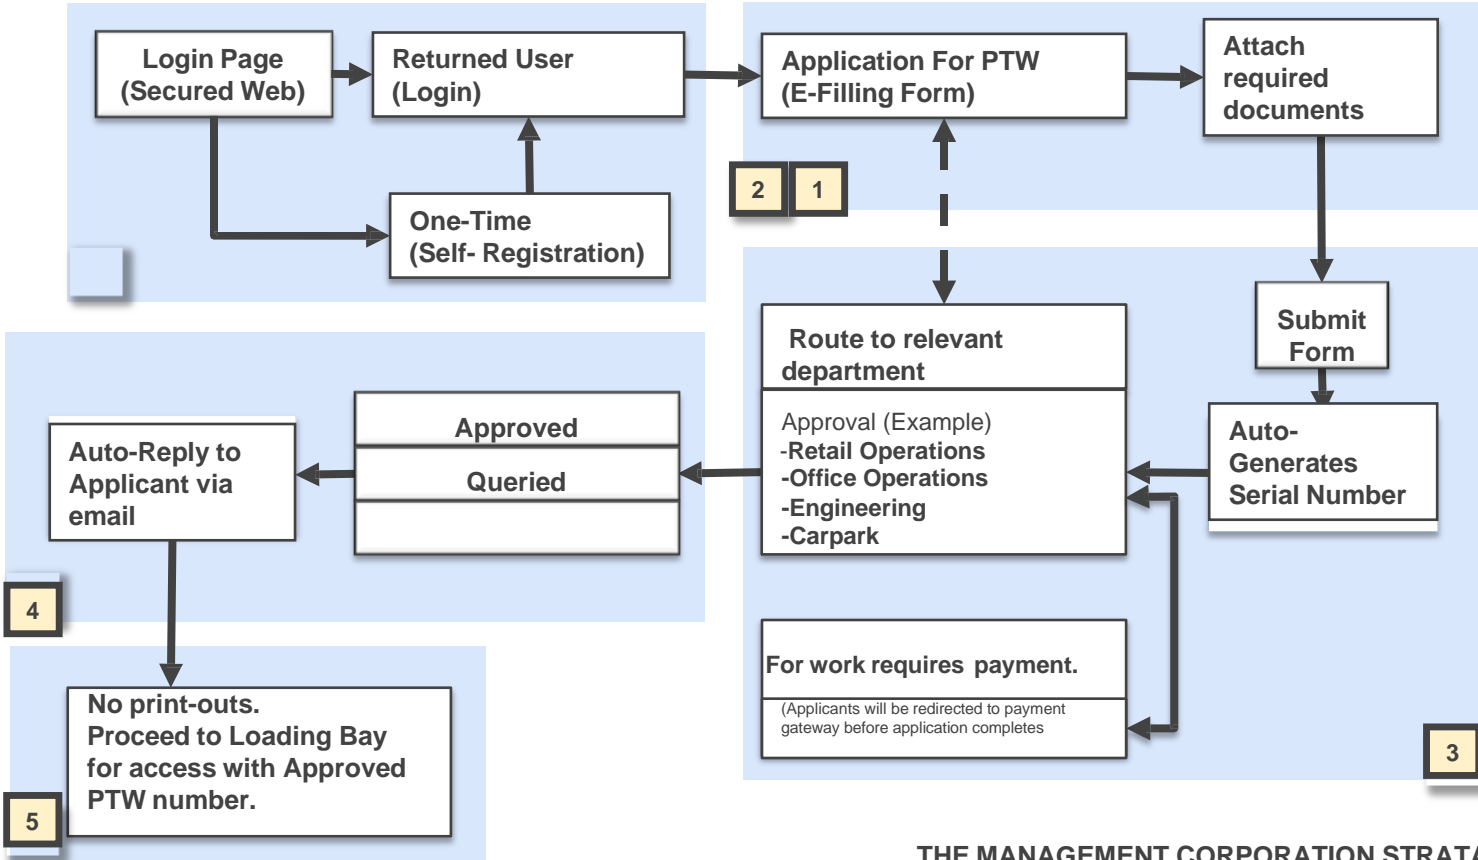 Login Page
(Secured Web)
Returned User
(Login)
One-Time
(Self- Registration)
Application For PTW
(E-Filling Form)
Attach
required
documents
2
1
Submit
Form
Auto-
Generates
Serial Number
Route to relevant
department
Approval (Example)
-Retail Operations
-Office Operations
-Engineering
-Carpark
For work requires payment.
(Applicants will be redirected to payment
gateway before application completes
3
Approved
Queried
Auto-Reply to
Applicant via
email
4
No print-outs.
Proceed to Loading Bay
for access with Approved
PTW number.
5
THE MANAGEMENT CORPORATION STRATA